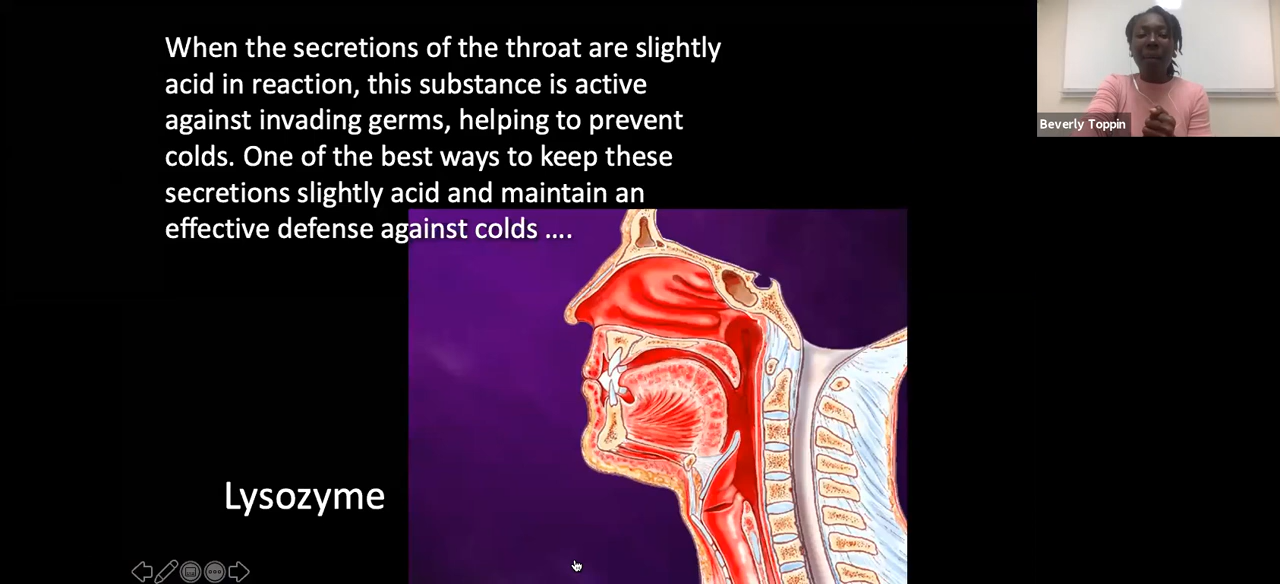 When the secretions of the throat are slightly
acid in reaction, this substance is active
against invading germs, helping to prevent
colds. One of the best ways to keep these
secretions slightly acid and maintain an
effective defense against colds ....
Beverly Toppin
Lysozyme